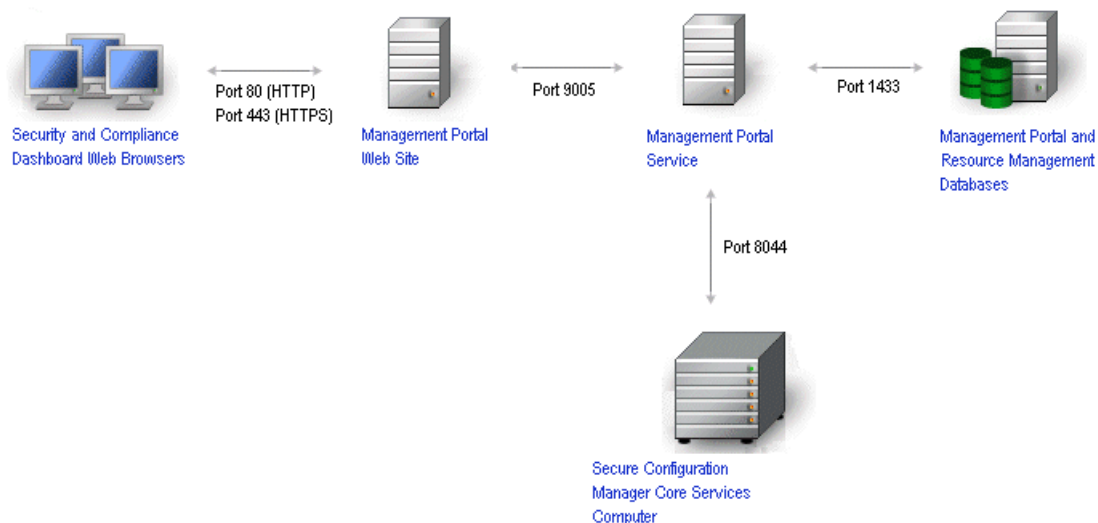 Port 80 (HTTP)
Port 443 (HTTPS)
Port 9005
Port 1433
Security and Compliance
Dashboard Web Browsers
Management Portal
Web Site
Management Portal
Service
Management Portal and
Resource Management
Databases
Port 8044
Secure Configuration
Manager Core Services
Computer